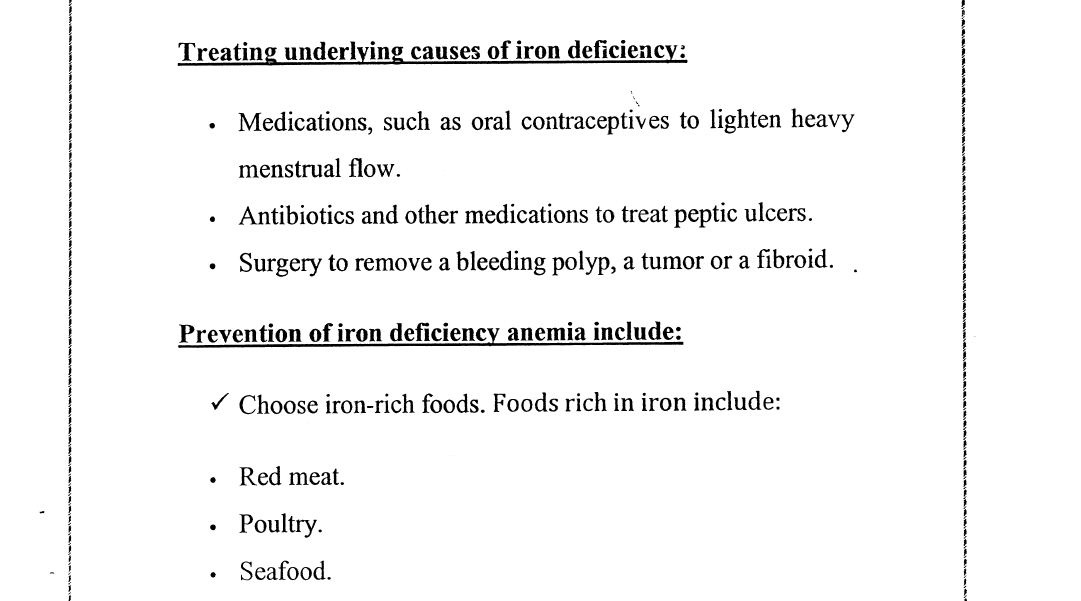 Treating underlying causes of iron deficiency:
• Medications, such as oral contraceptives to lighten heavy
menstrual flow.
• Antibiotics and other medications to treat peptic ulcers.
• Surgery to remove a bleeding polyp, a tumor or a fibroid.
Prevention of iron deficiency anemia include:
✓ Choose iron-rich foods. Foods rich in iron include:
• Red meat.
• Poultry.
• Seafood.